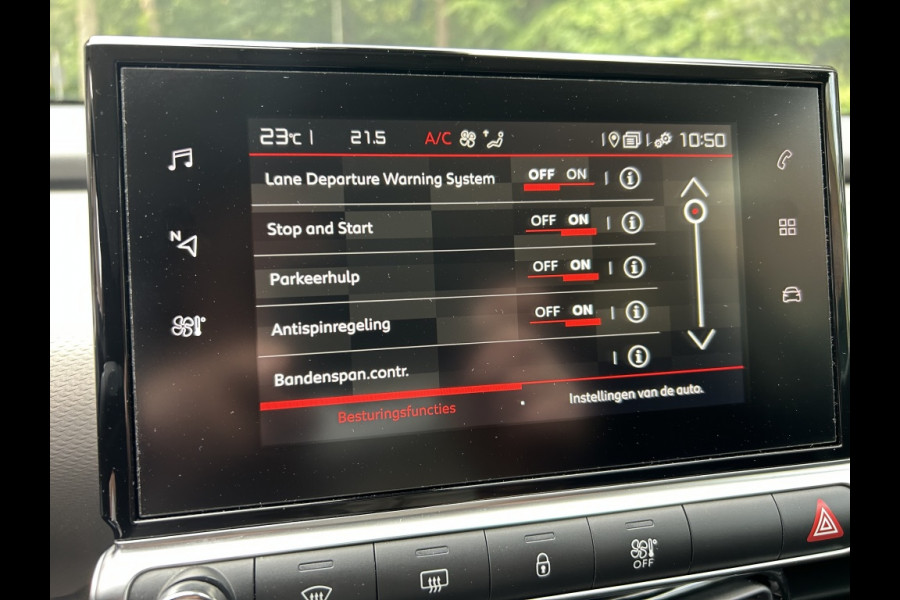 23°C 21.5 A/C 10:50
Lane Departure Warning System OFF ON
Stop and Start OFF ON
Parkeerhulp OFF ON
Antispinregeling OFF ON
Bandenspan.contr.
Besturingsfuncties Instellingen van de auto.
N
OFF